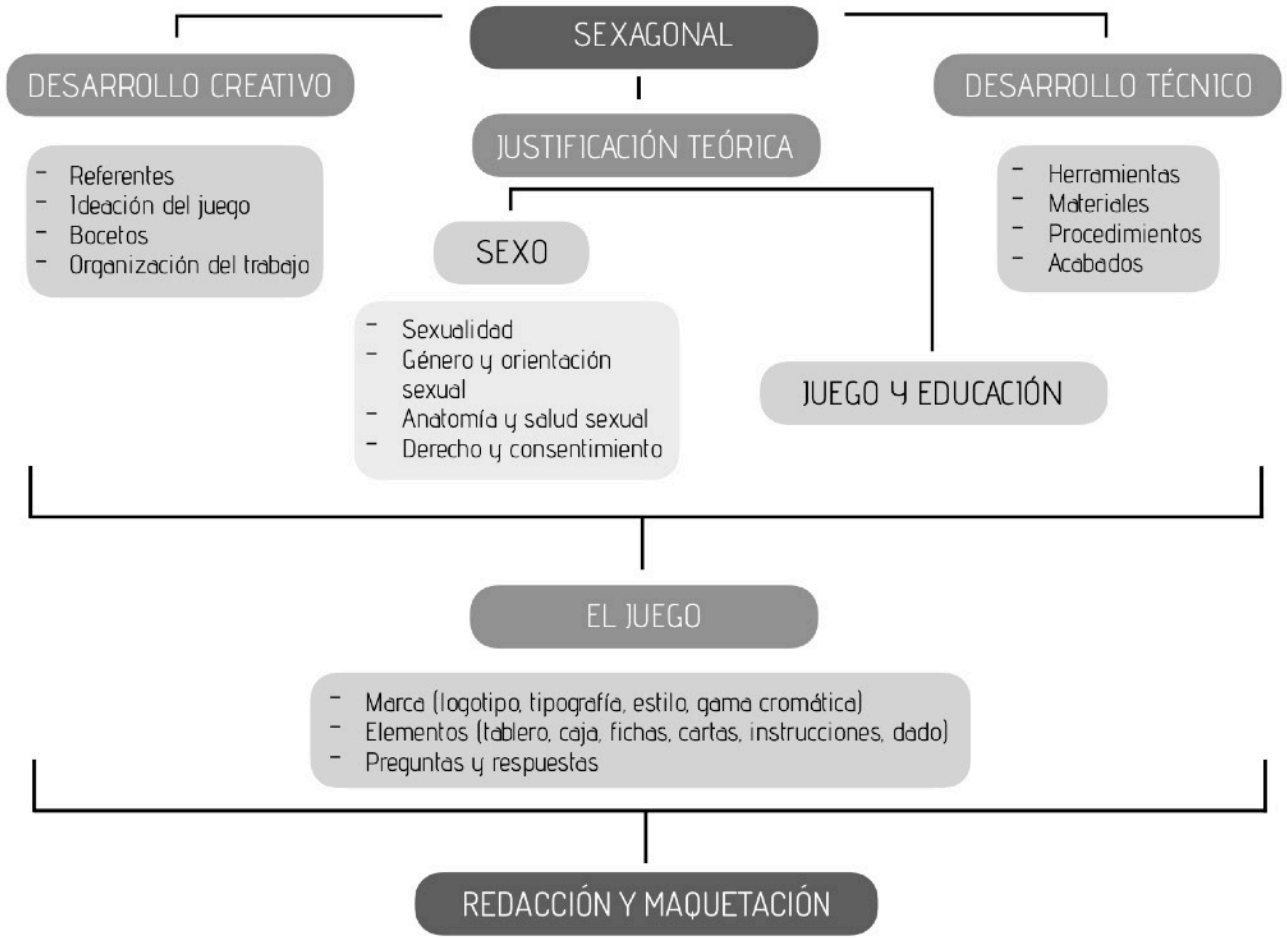 SEXAGONAL
DESARROLLO CREATIVO
- Referentes
- Ideación del juego
- Bocetos
- Organización del trabajo
JUSTIFICACIÓN TEÓRICA
SEXO
- Sexualidad
- Género y orientación
sexual
- Anatomía y salud sexual
- Derecho y consentimiento
JUEGO Y EDUCACIÓN
DESARROLLO TÉCNICO
- Herramientas
- Materiales
- Procedimientos
- Acabados
EL JUEGO
- Marca (logotipo, tipografía, estilo, gama cromática)
- Elementos (tablero, caja, fichas, cartas, instrucciones, dado)
- Preguntas y respuestas
REDACCIÓN Y MAQUETACIÓN